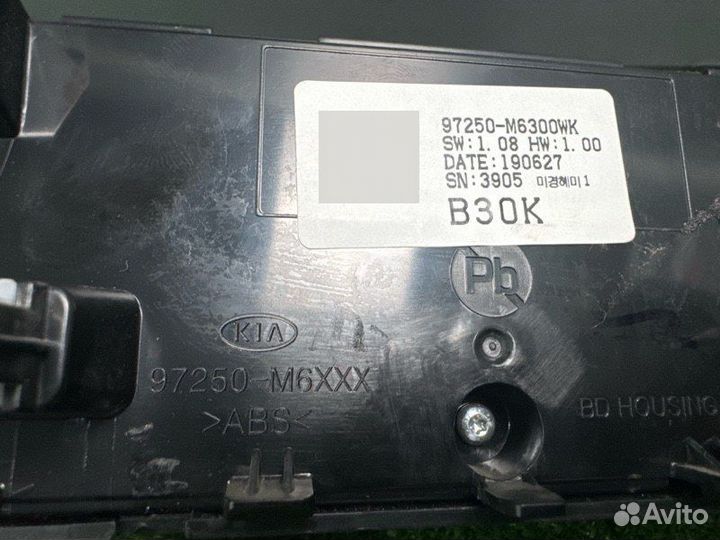 97250-M6300WK
SW:1.08 HW:1.00
DATE:190627
SN:3905 미경혜미1
B30K
Pb
KIA
97250-M6XXX
>ABS<
BD HOUSING
Avito